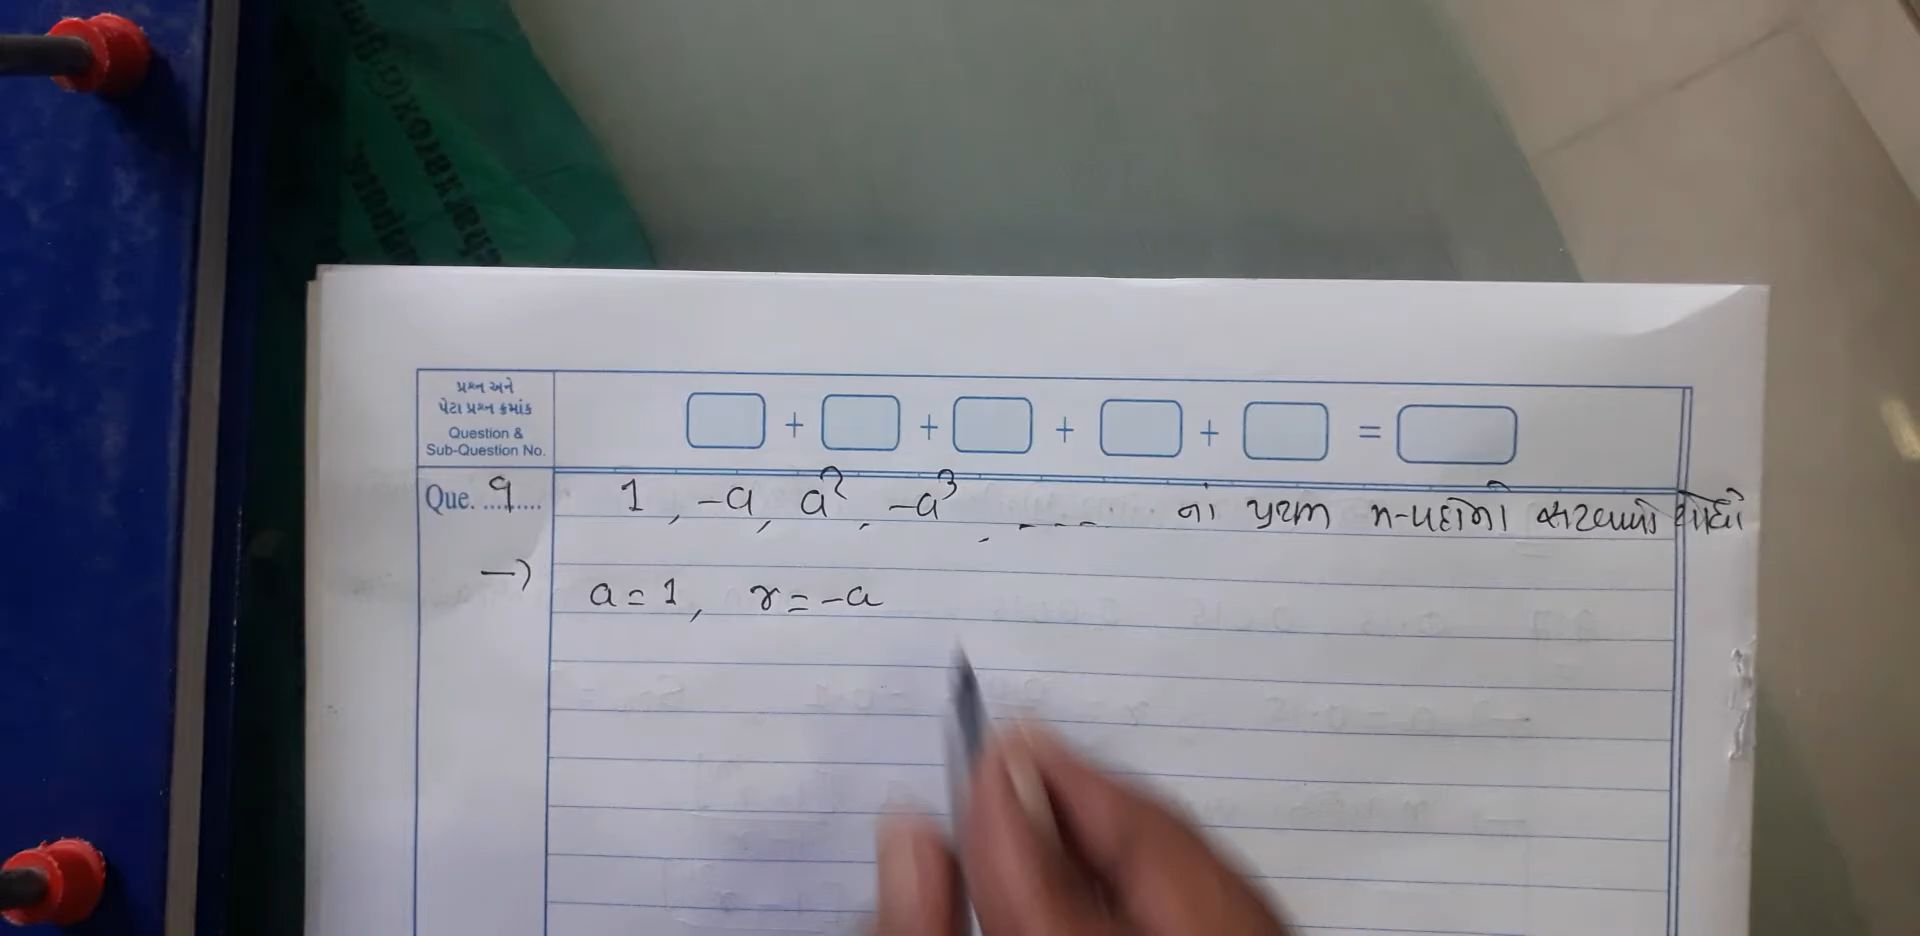 પ્રશ્ન અને
પેટા પ્રશ્ન ક્રમાંક
Question &
Sub-Question No.
+ + + + =
Que. 9 1, -a, a², -a³, ---- નાં પ્રથમ n-પદોનો સરવાળો શોધો
→ a = 1, r = -a